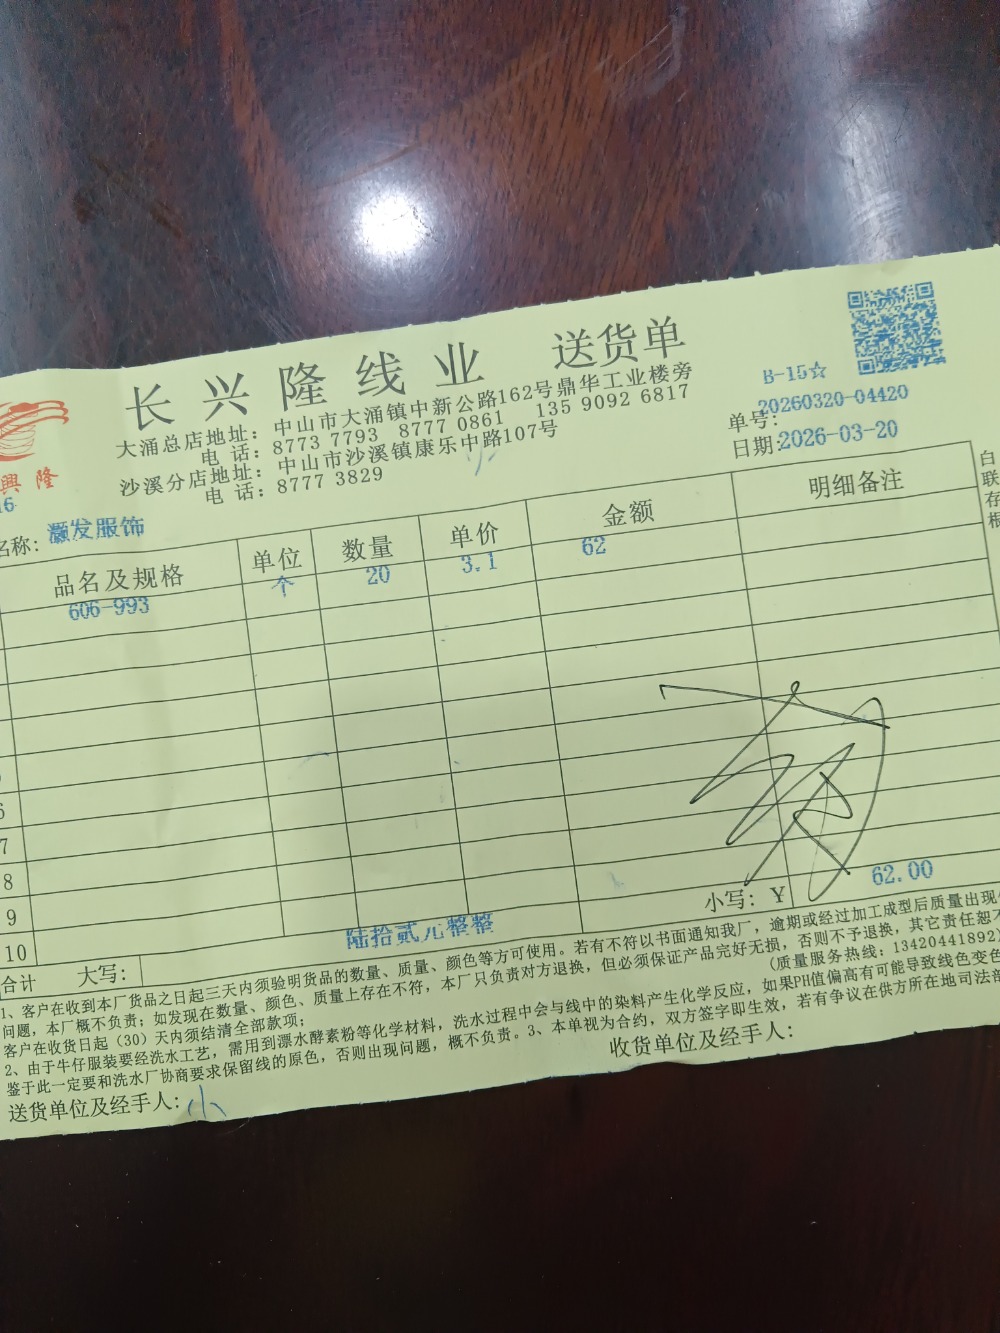 長興隆线业 送货单
大涌总店地址：中山市大涌镇中新公路162号鼎华工业楼旁
电 话：8773 7793 8777 0861 135 9092 6817
沙溪分店地址：中山市沙溪镇康乐中路107号
电 话：8777 3829
興 隆
B-15☆
单号：20260320-04420
日期：2026-03-20
16
名称：灏发服饰
品名及规格 单位 数量 单价 金额 明细备注
606-993 个 20 3.1 62
6
7
8
9
10
小写：Y 62.00
合计 大写：陆拾贰元整整
白联存根
1、客户在收到本厂货品之日起三天内须验明货品的数量、质量、颜色等方可使用。若有不符以书面通知我厂，逾期或经过加工成型后质量出现
问题，本厂概不负责；如发现在数量、颜色、质量上存在不符，本厂只负责对方退换，但必须保证产品完好无损，否则不予退换，其它责任恕不
客户在收货日起（30）天内须结清全部款项； (质量服务热线：13420441892)
2、由于牛仔服装要经洗水工艺，需用到漂水酵素粉等化学材料，洗水过程中会与线中的染料产生化学反应，如果PH值偏高有可能导致线色变色
鉴于此一定要和洗水厂协商要求保留线的原色，否则出现问题，概不负责。3、本单视为合约，双方签字即生效，若有争议在供方所在地司法部
送货单位及经手人：小 收货单位及经手人：